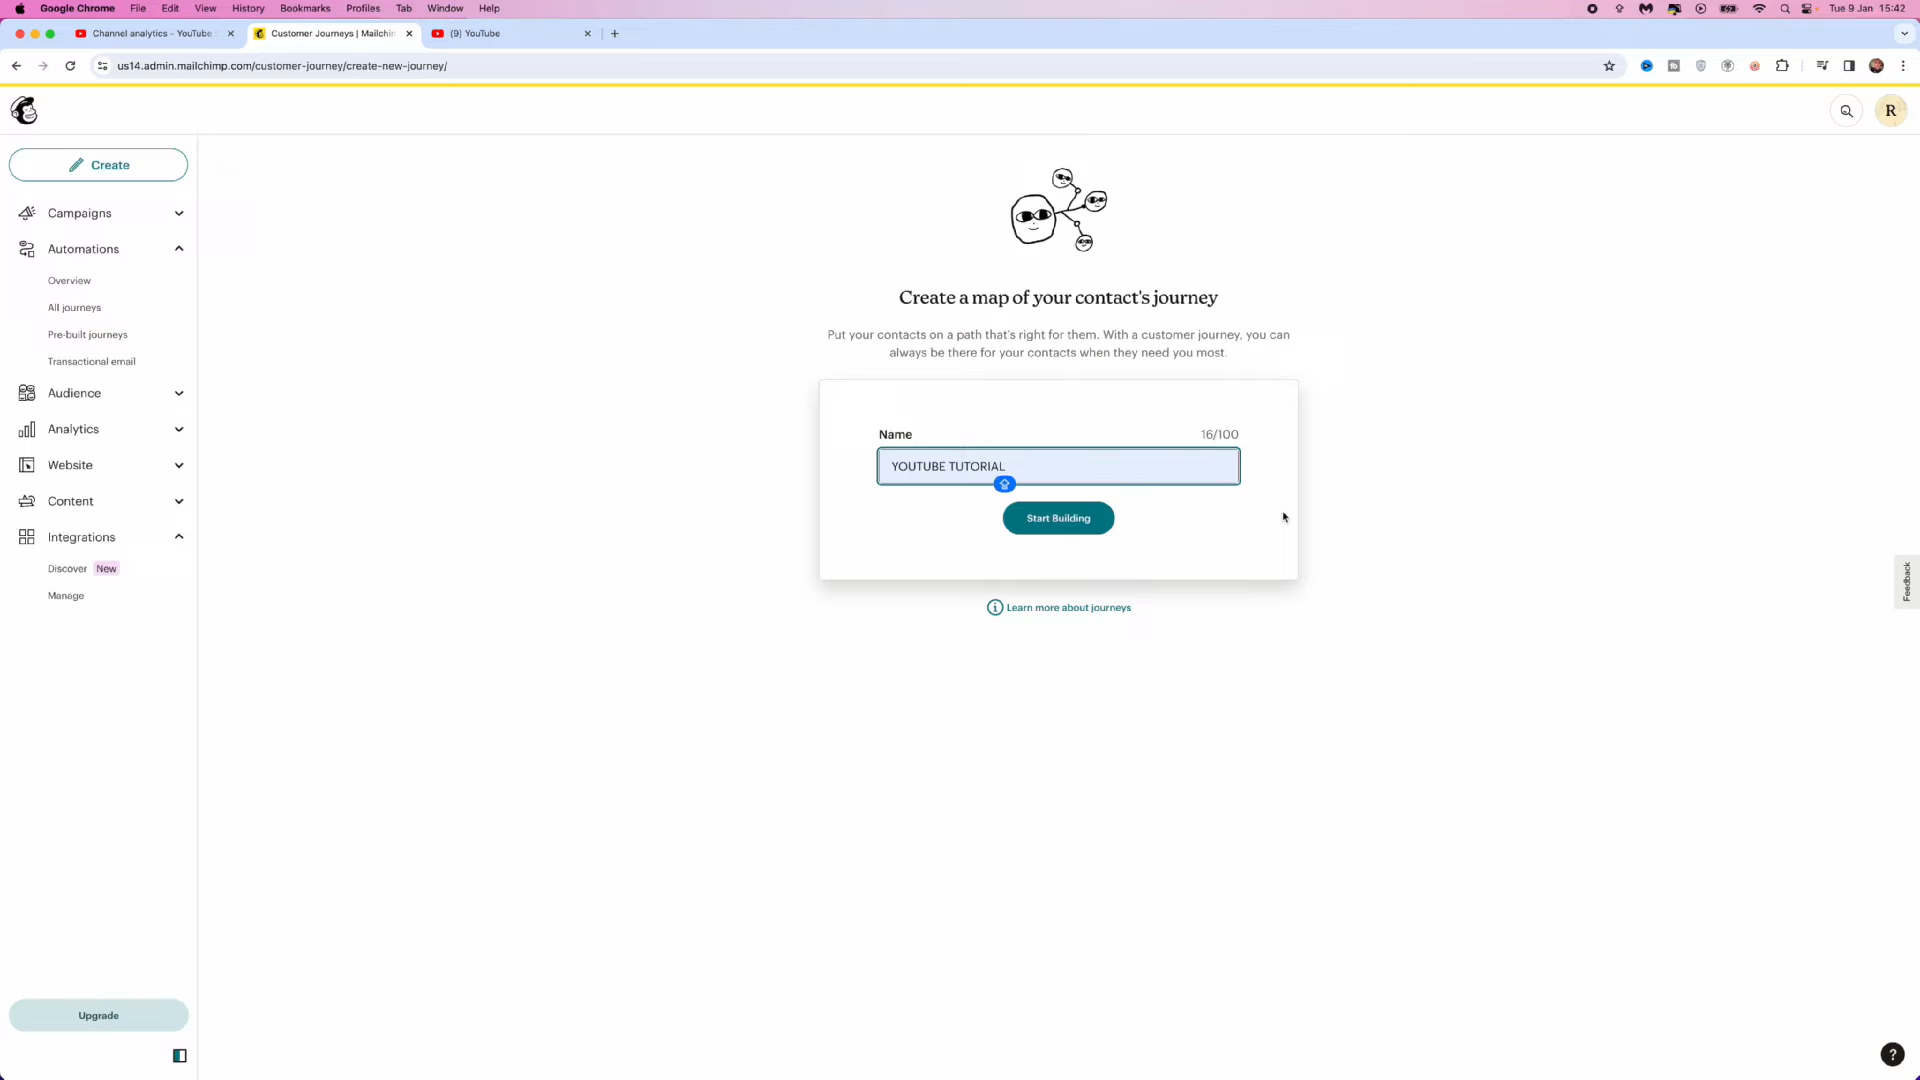 Google Chrome File Edit View History Bookmarks Profiles Tab Window Help Tue 9 Jan 15:42
Channel analytics - YouTube Customer Journeys | Mailchim (9) YouTube
us14.admin.mailchimp.com/customer-journey/create-new-journey/
R
Create
Campaigns
Automations
Overview
All journeys
Pre-built journeys
Transactional email
Audience
Analytics
Website
Content
Integrations
Discover New
Manage
Upgrade
Create a map of your contact's journey
Put your contacts on a path that's right for them. With a customer journey, you can
always be there for your contacts when they need you most.
Name 16/100
YOUTUBE TUTORIAL
Start Building
Learn more about journeys
Feedback
?